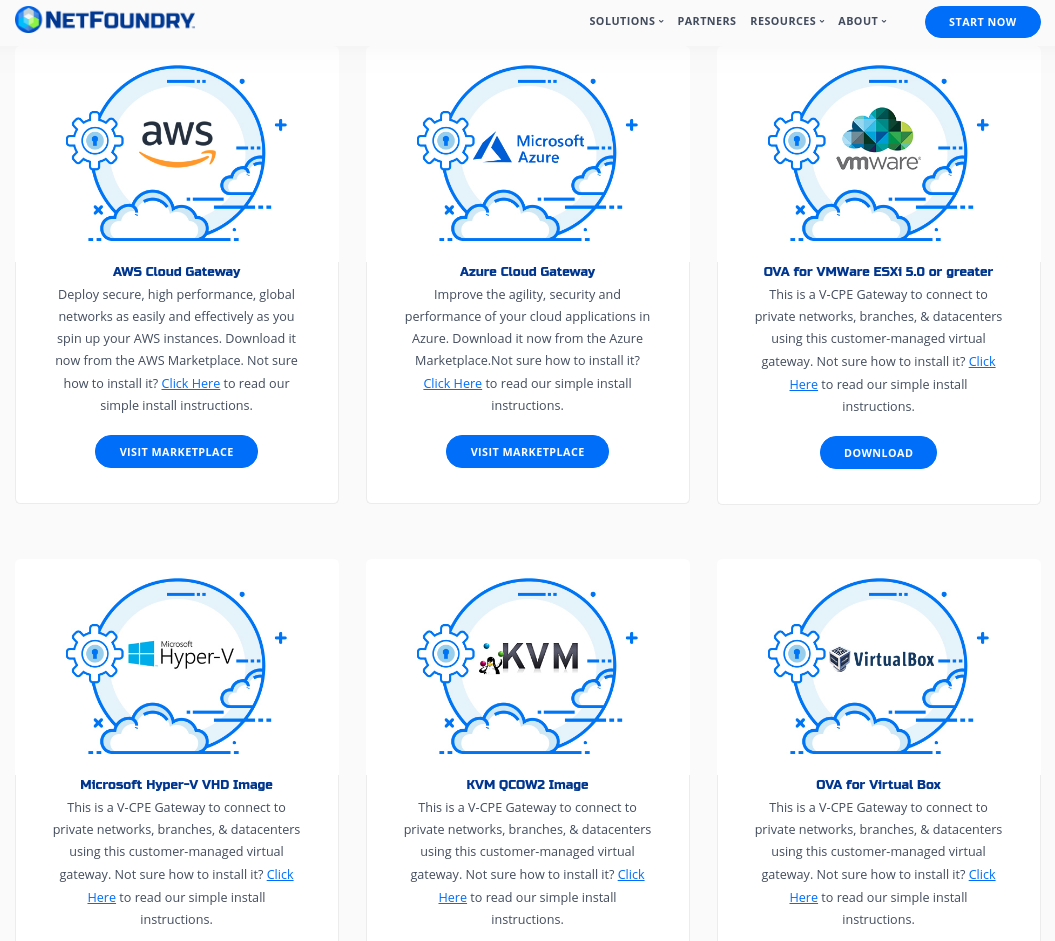 NETFOUNDRY
SOLUTIONS PARTNERS RESOURCES ABOUT START NOW
aws
Microsoft
Azure
vmware®
AWS Cloud Gateway
Deploy secure, high performance, global
networks as easily and effectively as you
spin up your AWS instances. Download it
now from the AWS Marketplace. Not sure
how to install it? Click Here to read our
simple install instructions.
VISIT MARKETPLACE
Azure Cloud Gateway
Improve the agility, security and
performance of your cloud applications in
Azure. Download it now from the Azure
Marketplace.Not sure how to install it?
Click Here to read our simple install
instructions.
VISIT MARKETPLACE
OVA for VMWare ESXi 5.0 or greater
This is a V-CPE Gateway to connect to
private networks, branches, & datacenters
using this customer-managed virtual
gateway. Not sure how to install it? Click
Here to read our simple install
instructions.
DOWNLOAD
Microsoft
Hyper-V
KVM
VirtualBox
Microsoft Hyper-V VHD Image
This is a V-CPE Gateway to connect to
private networks, branches, & datacenters
using this customer-managed virtual
gateway. Not sure how to install it? Click
Here to read our simple install
instructions.
KVM QCOW2 Image
This is a V-CPE Gateway to connect to
private networks, branches, & datacenters
using this customer-managed virtual
gateway. Not sure how to install it? Click
Here to read our simple install
instructions.
OVA for Virtual Box
This is a V-CPE Gateway to connect to
private networks, branches, & datacenters
using this customer-managed virtual
gateway. Not sure how to install it? Click
Here to read our simple install
instructions.